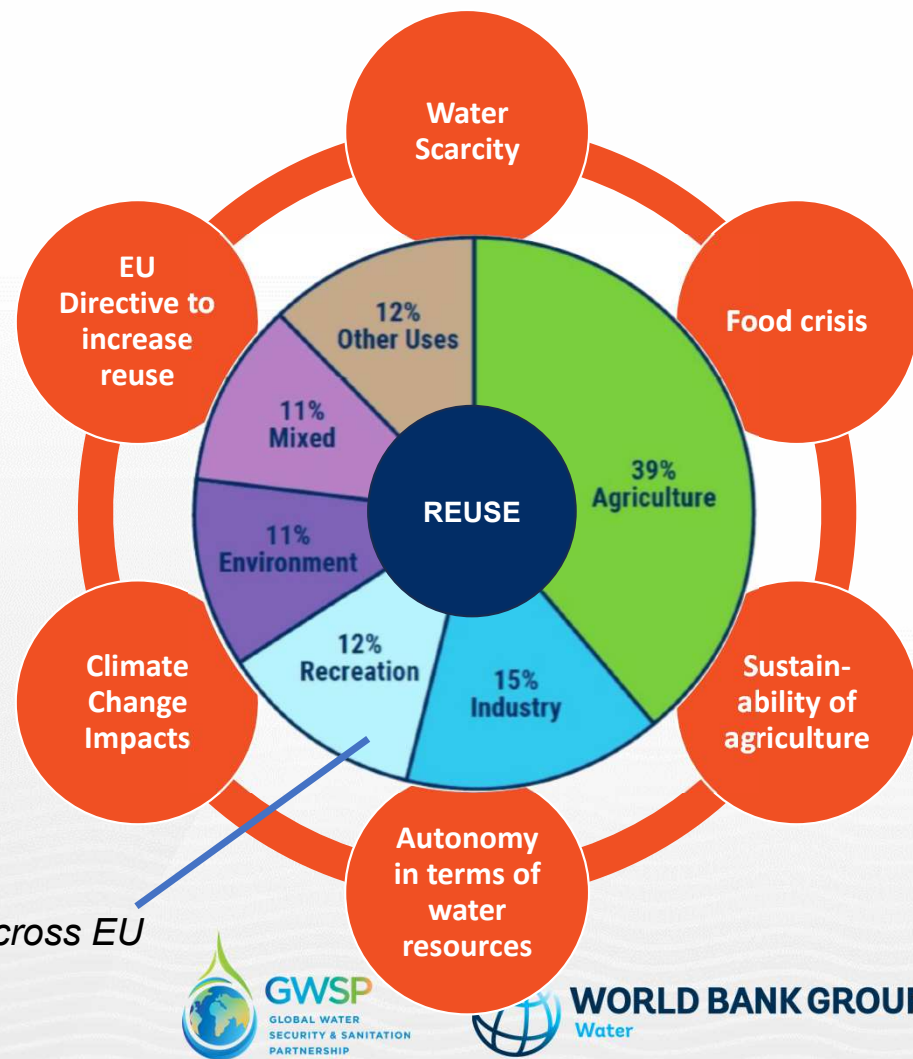 Water
Scarcity
EU
Directive to
increase
reuse
Food crisis
12%
Other Uses
11%
Mixed
39%
Agriculture
REUSE
11%
Environment
12%
Recreation
15%
Industry
Climate
Change
Impacts
Sustain-
ability of
agriculture
Autonomy
in terms of
water
resources
cross EU
GWSP
GLOBAL WATER
SECURITY & SANITATION
PARTNERSHIP
WORLD BANK GROUP
Water